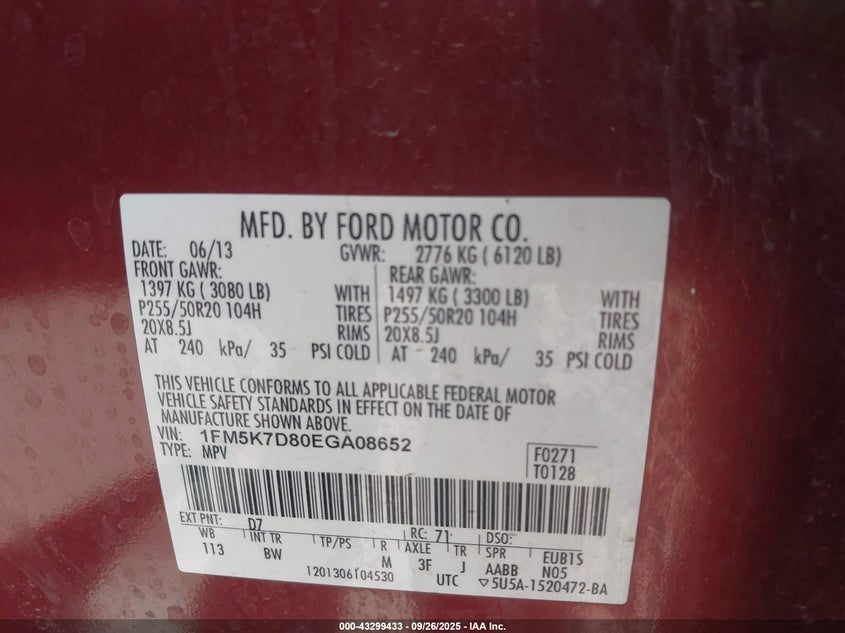 MFD. BY FORD MOTOR CO.
DATE: 06/13 GVWR: 2776 KG ( 6120 LB)
FRONT GAWR: REAR GAWR:
1397 KG ( 3080 LB) WITH 1497 KG ( 3300 LB) WITH
P255/50R20 104H TIRES P255/50R20 104H TIRES
20X8.5J RIMS 20X8.5J RIMS
AT 240 kPa/ 35 PSI COLD AT 240 kPa/ 35 PSI COLD
THIS VEHICLE CONFORMS TO ALL APPLICABLE FEDERAL MOTOR
VEHICLE SAFETY STANDARDS IN EFFECT ON THE DATE OF
MANUFACTURE SHOWN ABOVE.
VIN: 1FM5K7D80EGA08652
TYPE: MPV
F0271
T0128
EXT PNT: D7 RC: 71 DSO:
WB INT TR TP/PS R AXLE TR SPR EUB1S
113 BW M 3F J AABB N05
1201306104530 UTC ▽5U5A-1520472-BA
000-43299433 - 09/26/2025 - IAA Inc.